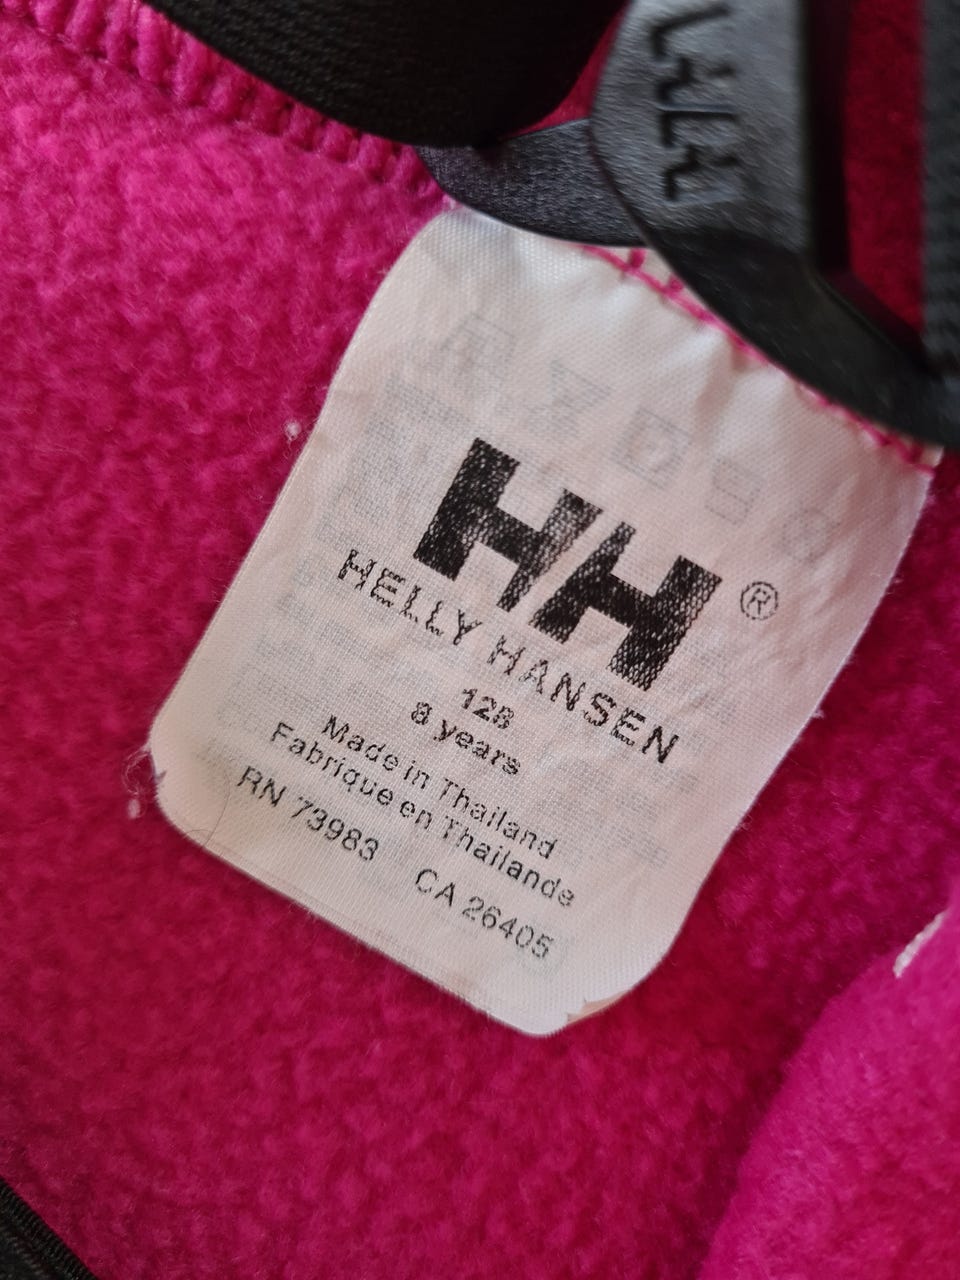 HH®
HELLY HANSEN
128
8 years
Made in Thailand
Fabrique en Thailande
RN 73983 CA 26405